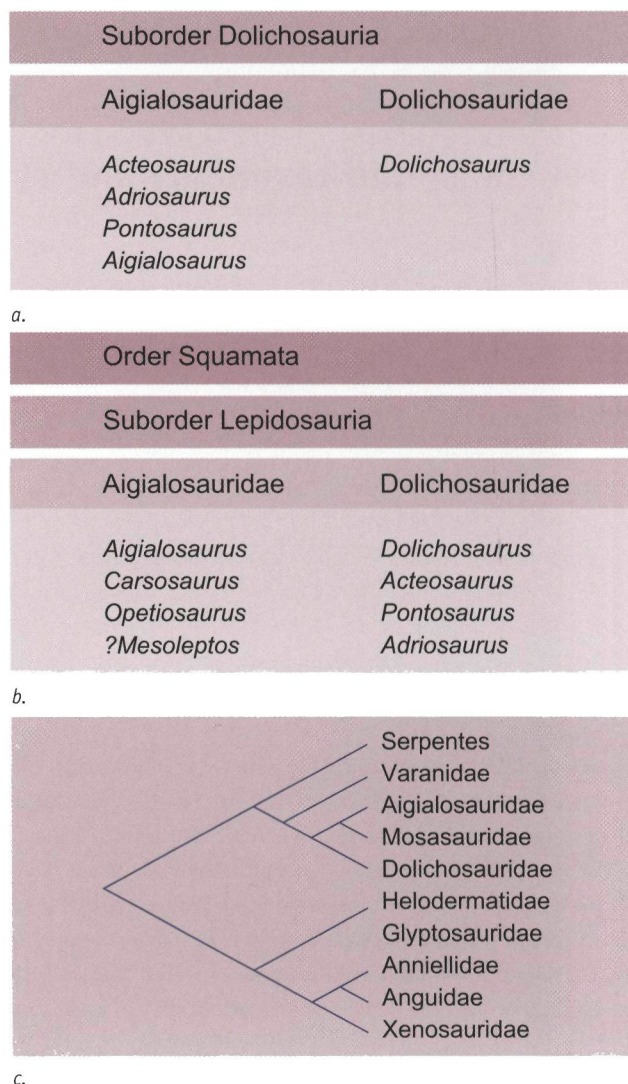 Suborder Dolichosauria
Aigialosauridae Dolichosauridae
Acteosaurus Dolichosaurus
Adriosaurus
Pontosaurus
Aigialosaurus
a.
Order Squamata
Suborder Lepidosauria
Aigialosauridae Dolichosauridae
Aigialosaurus Dolichosaurus
Carsosaurus Acteosaurus
Opetiosaurus Pontosaurus
?Mesoleptos Adriosaurus
b.
Serpentes
Varanidae
Aigialosauridae
Mosasauridae
Dolichosauridae
Helodermatidae
Glyptosauridae
Anniellidae
Anguidae
Xenosauridae
c.